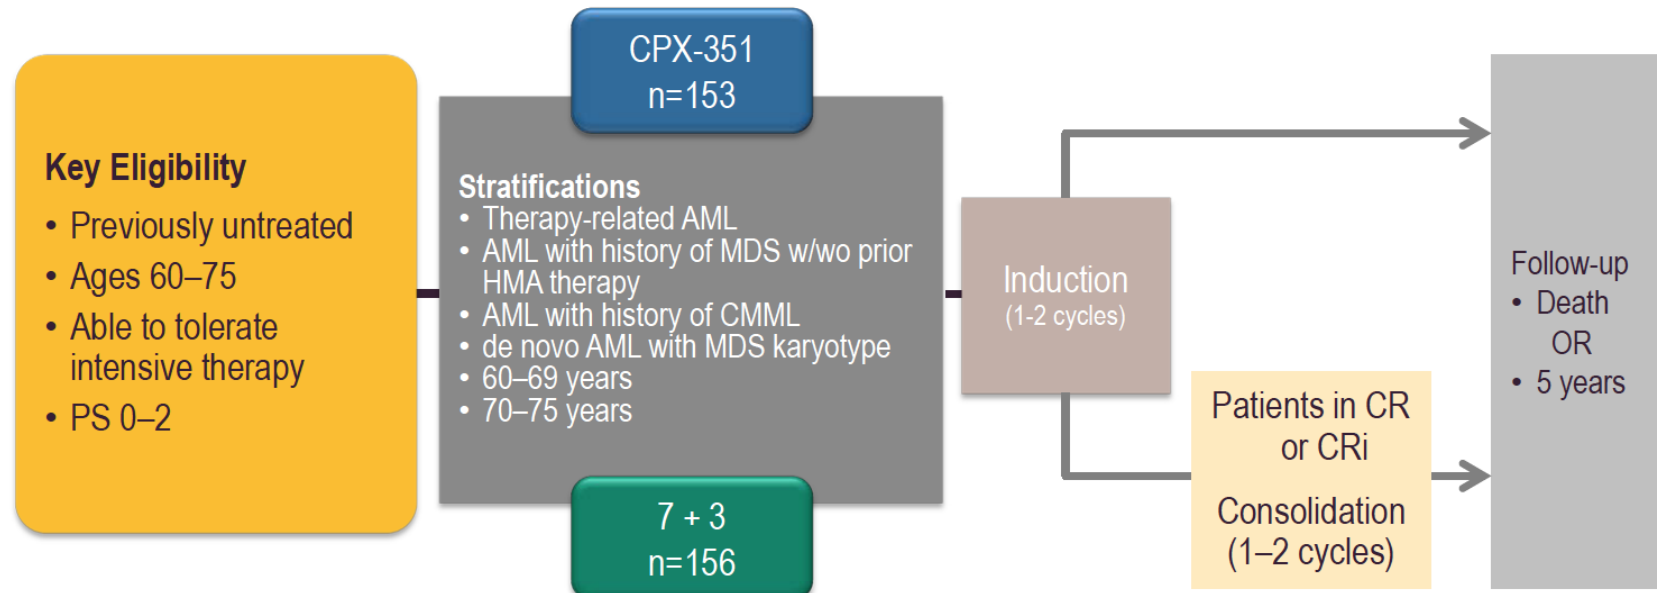 Key Eligibility
• Previously untreated
• Ages 60–75
• Able to tolerate
intensive therapy
• PS 0–2
CPX-351
n=153
Stratifications
• Therapy-related AML
• AML with history of MDS w/wo prior
HMA therapy
• AML with history of CMML
• de novo AML with MDS karyotype
• 60–69 years
• 70–75 years
7 + 3
n=156
Induction
(1-2 cycles)
Patients in CR
or CRi
Consolidation
(1–2 cycles)
Follow-up
• Death
OR
• 5 years